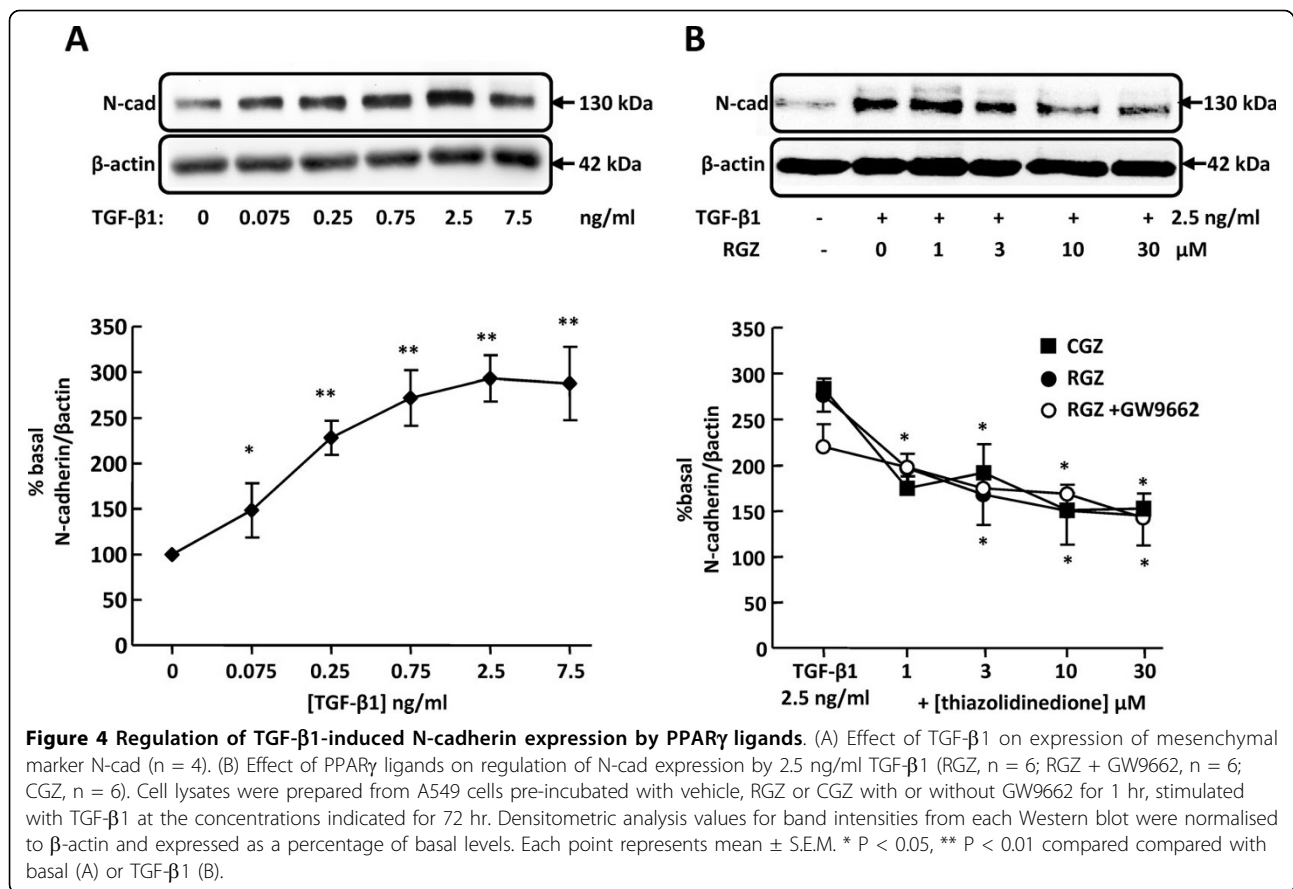 A
N-cad
130 kDa
β-actin
42 kDa
TGF-β1: 0 0.075 0.25 0.75 2.5 7.5 ng/ml
% basal
N-cadherin/βactin
350
300
250
200
150
100
50
0
* ** ** ** **
0 0.075 0.25 0.75 2.5 7.5
[TGF-β1] ng/ml
B
N-cad
130 kDa
β-actin
42 kDa
TGF-β1 - + + + + + 2.5 ng/ml
RGZ - 0 1 3 10 30 μM
%basal
N-cadherin/βactin
350
300
250
200
150
100
50
0
CGZ
RGZ
RGZ +GW9662
* * * *
* * *
TGF-β1 1 3 10 30
2.5 ng/ml + [thiazolidinedione] μM
Figure 4 Regulation of TGF-β1-induced N-cadherin expression by PPARγ ligands. (A) Effect of TGF-β1 on expression of mesenchymal
marker N-cad (n = 4). (B) Effect of PPARγ ligands on regulation of N-cad expression by 2.5 ng/ml TGF-β1 (RGZ, n = 6; RGZ + GW9662, n = 6;
CGZ, n = 6). Cell lysates were prepared from A549 cells pre-incubated with vehicle, RGZ or CGZ with or without GW9662 for 1 hr, stimulated
with TGF-β1 at the concentrations indicated for 72 hr. Densitometric analysis values for band intensities from each Western blot were normalised
to β-actin and expressed as a percentage of basal levels. Each point represents mean ± S.E.M. * P < 0.05, ** P < 0.01 compared compared with
basal (A) or TGF-β1 (B).